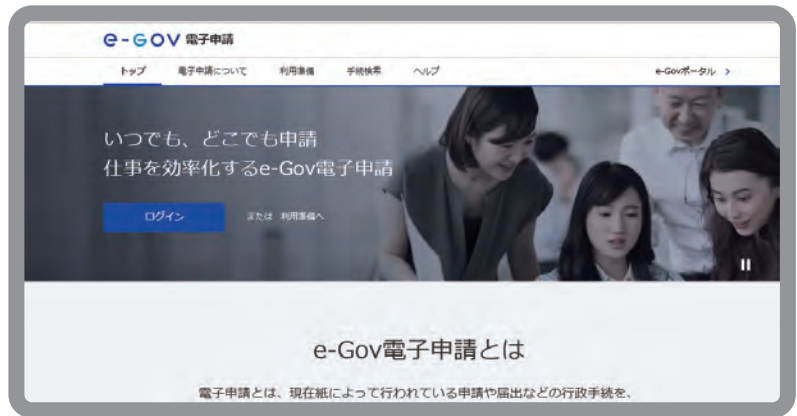 e-GOV 電子申請
トップ 電子申請について 利用準備 手続検索 ヘルプ e-Govポータル >
いつでも、どこでも申請
仕事を効率化するe-Gov電子申請
ログイン または 利用準備へ
e-Gov電子申請とは
電子申請とは、現在紙によって行われている申請や届出などの行政手続を、